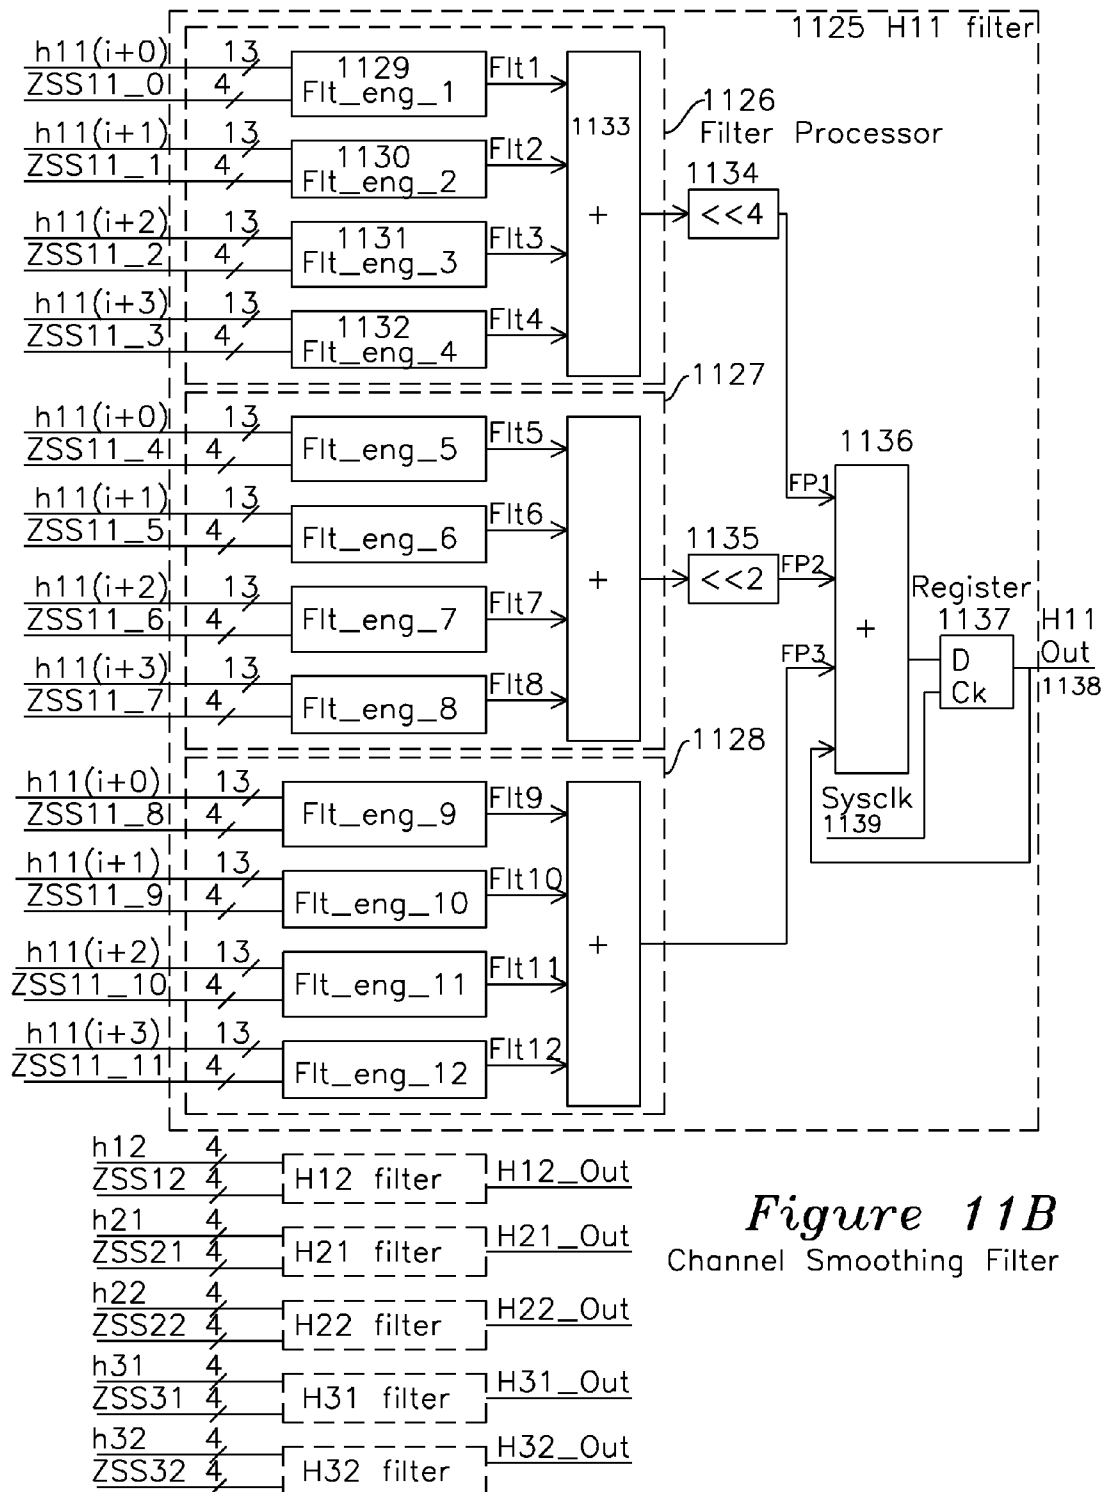 1125 H11 filter
h11(i+0) 13
ZSS11_0 4
1129
Flt_eng_1
Flt1
h11(i+1) 13
ZSS11_1 4
1130
Flt_eng_2
Flt2
h11(i+2) 13
ZSS11_2 4
1131
Flt_eng_3
Flt3
h11(i+3) 13
ZSS11_3 4
1132
Flt_eng_4
Flt4
1133
+
1126
Filter Processor
1134
<<4
1127
h11(i+0) 13
ZSS11_4 4
Flt_eng_5
Flt5
h11(i+1) 13
ZSS11_5 4
Flt_eng_6
Flt6
h11(i+2) 13
ZSS11_6 4
Flt_eng_7
Flt7
h11(i+3) 13
ZSS11_7 4
Flt_eng_8
Flt8
+
1135
<<2
1136
FP1
FP2
FP3
+
Register
1137
D
Ck
H11
Out
1138
Sysclk
1139
1128
h11(i+0) 13
ZSS11_8 4
Flt_eng_9
Flt9
h11(i+1) 13
ZSS11_9 4
Flt_eng_10
Flt10
h11(i+2) 13
ZSS11_10 4
Flt_eng_11
Flt11
h11(i+3) 13
ZSS11_11 4
Flt_eng_12
Flt12
+
h12 4
ZSS12 4
H12 filter
H12_Out
h21 4
ZSS21 4
H21 filter
H21_Out
h22 4
ZSS22 4
H22 filter
H22_Out
h31 4
ZSS31 4
H31 filter
H31_Out
h32 4
ZSS32 4
H32 filter
H32_Out
Figure 11B
Channel Smoothing Filter